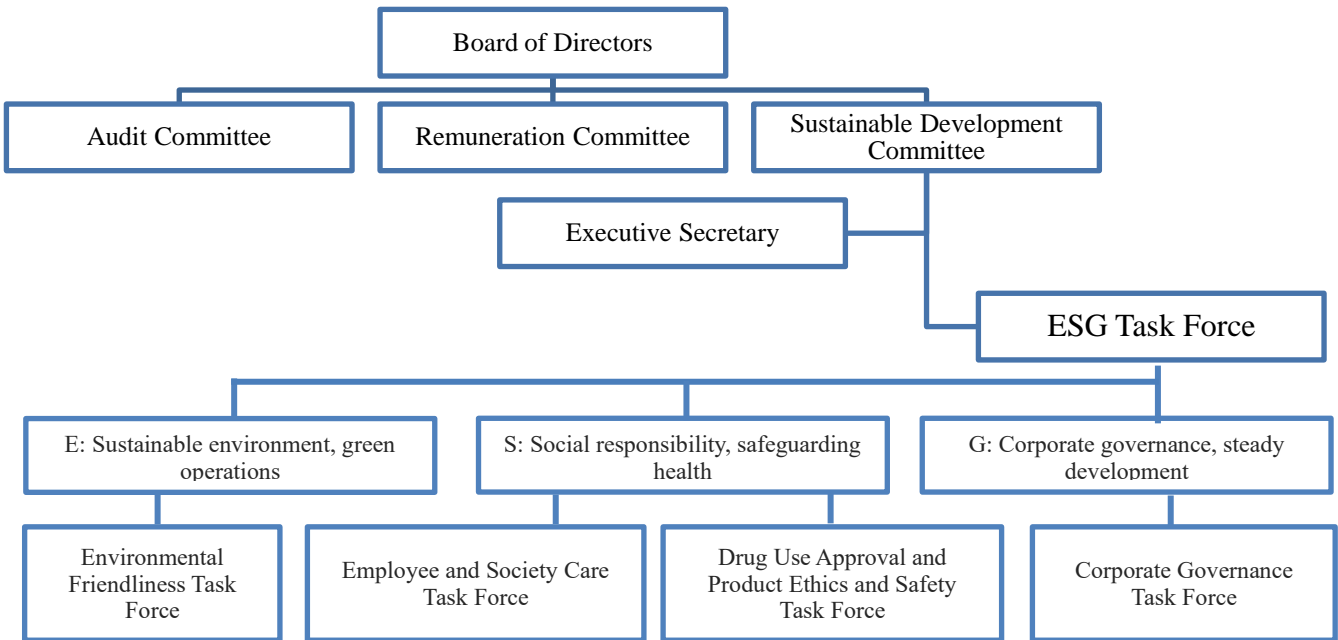 Board of Directors
Audit Committee
Remuneration Committee
Sustainable Development
Committee
Executive Secretary
ESG Task Force
E: Sustainable environment, green
operations
S: Social responsibility, safeguarding
health
G: Corporate governance, steady
development
Environmental
Friendliness Task
Force
Employee and Society Care
Task Force
Drug Use Approval and
Product Ethics and Safety
Task Force
Corporate Governance
Task Force